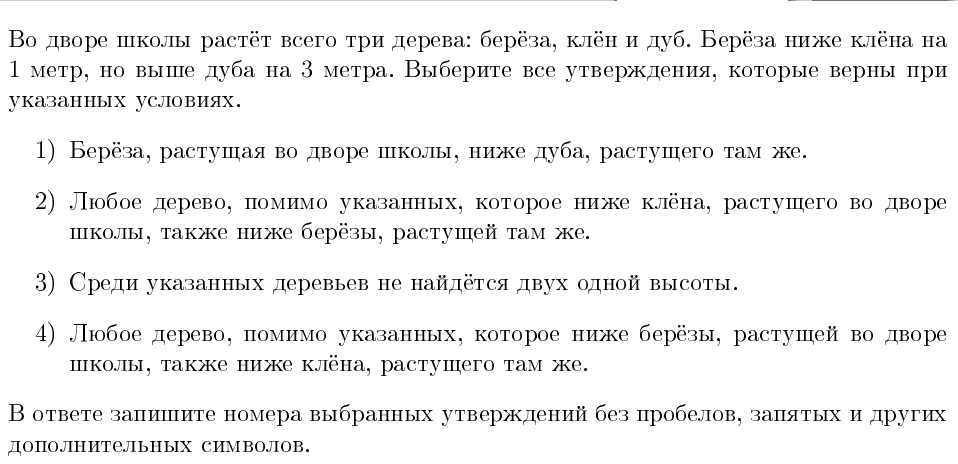 Во дворе школы растёт всего три дерева: берёза, клён и дуб. Берёза ниже клёна на
1 метр, но выше дуба на 3 метра. Выберите все утверждения, которые верны при
указанных условиях.
1) Берёза, растущая во дворе школы, ниже дуба, растущего там же.
2) Любое дерево, помимо указанных, которое ниже клёна, растущего во дворе
школы, также ниже берёзы, растущей там же.
3) Среди указанных деревьев не найдётся двух одной высоты.
4) Любое дерево, помимо указанных, которое ниже берёзы, растущей во дворе
школы, также ниже клёна, растущего там же.
В ответе запишите номера выбранных утверждений без пробелов, запятых и других
дополнительных символов.